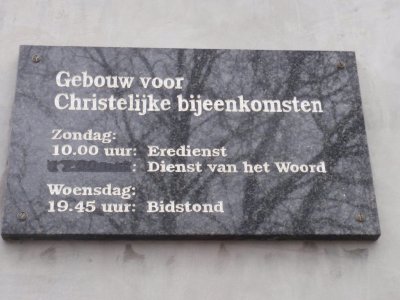 Gebouw voor
Christelijke bijeenkomsten
Zondag:
10.00 uur: Eredienst
: Dienst van het Woord
Woensdag:
19.45 uur: Bidstond